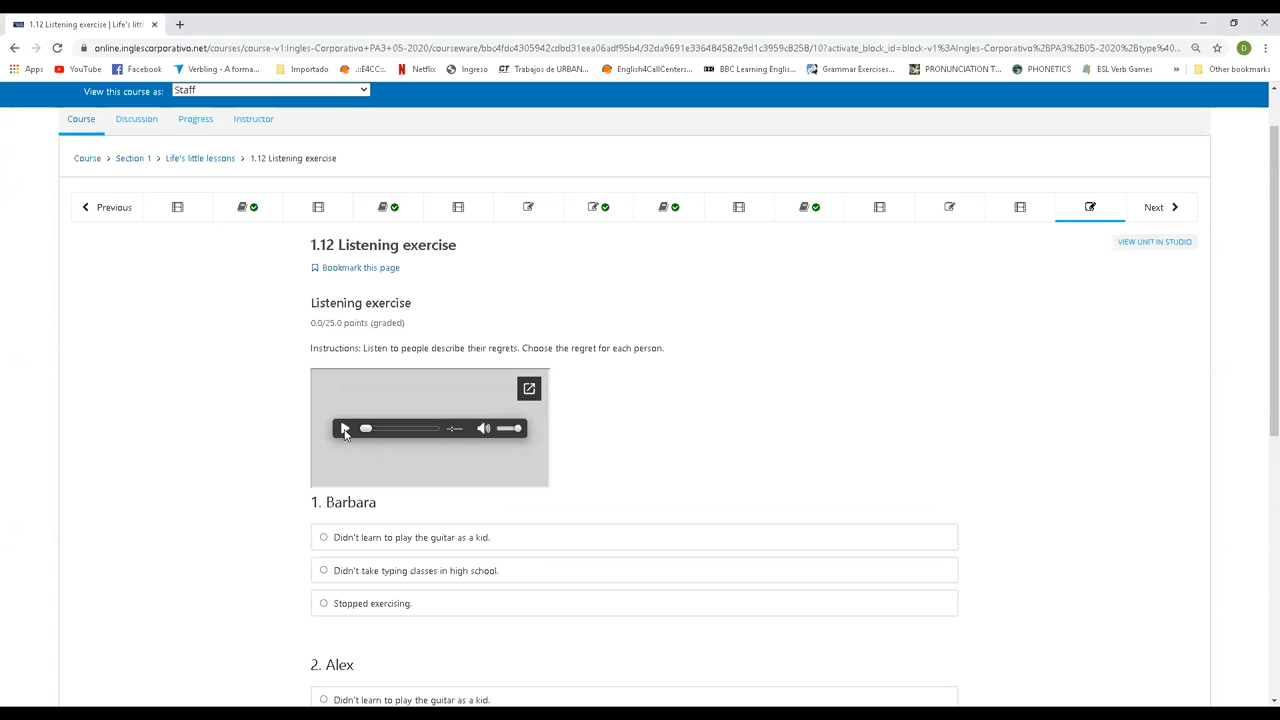 1.12 Listening exercise | Life's litt
online.inglescorporativo.net/courses/course-v1:Ingles-Corporativo+PA3+05-2020/courseware/bbc4fdc4305942cdbd31eea06adf95b4/32da9691e336484582e9d1c3959c8258/10?activate_block_id=block-v1%3AIngles-Corporativo%2BPA3%2B05-2020%2Btype%40...
D
Apps YouTube Facebook Verbling - A forma... Importado .::E4CC::. Netflix Ingreso Trabajos de URBAN... English4CallCenters... BBC Learning English... Grammar Exercises... PRONUNCIATION T... PHONETICS ESL Verb Games » Other bookmarks
View this course as: Staff
Course Discussion Progress Instructor
Course > Section 1 > Life's little lessons > 1.12 Listening exercise
Previous Next
1.12 Listening exercise
VIEW UNIT IN STUDIO
Bookmark this page
Listening exercise
0.0/25.0 points (graded)
Instructions: Listen to people describe their regrets. Choose the regret for each person.
-:--
1. Barbara
Didn't learn to play the guitar as a kid.
Didn't take typing classes in high school.
Stopped exercising.
2. Alex
Didn't learn to play the guitar as a kid.